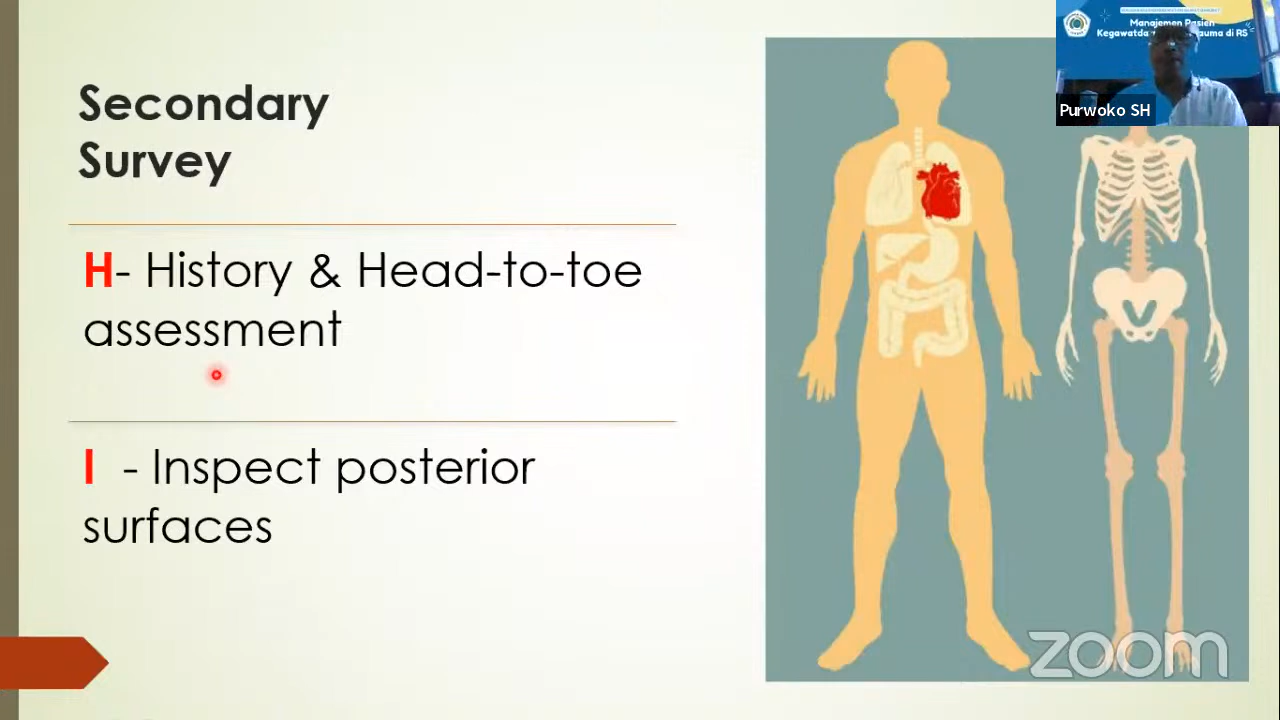 Secondary
Survey
H- History & Head-to-toe
assessment
I - Inspect posterior
surfaces
Manajemen Pasien
Purwoko SH
zoom